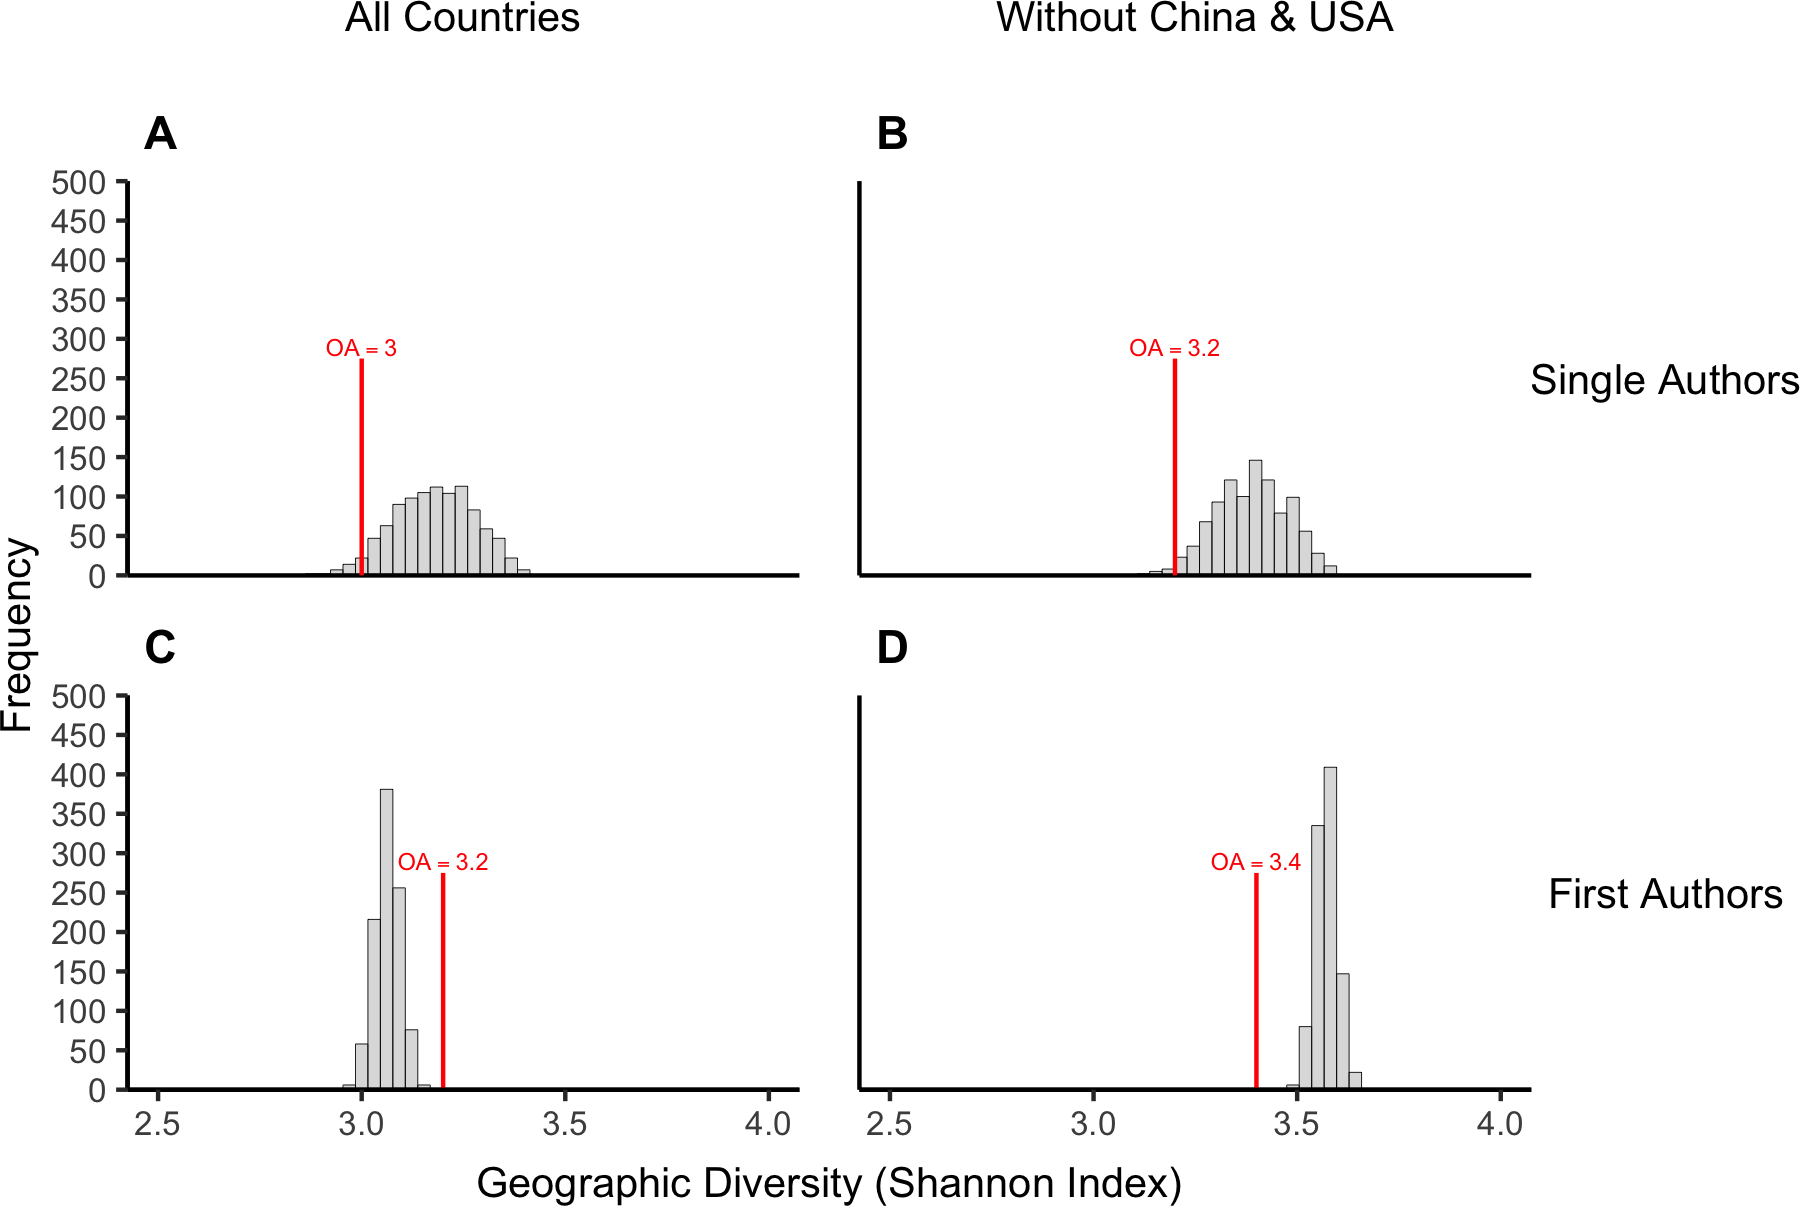 All Countries
Without China & USA
A
B
500
450
400
350
300
250
200
150
100
50
0
OA = 3
OA = 3.2
Single Authors
Frequency
C
D
500
450
400
350
300
250
200
150
100
50
0
OA = 3.2
OA = 3.4
First Authors
2.5
3.0
3.5
4.0
2.5
3.0
3.5
4.0
Geographic Diversity (Shannon Index)